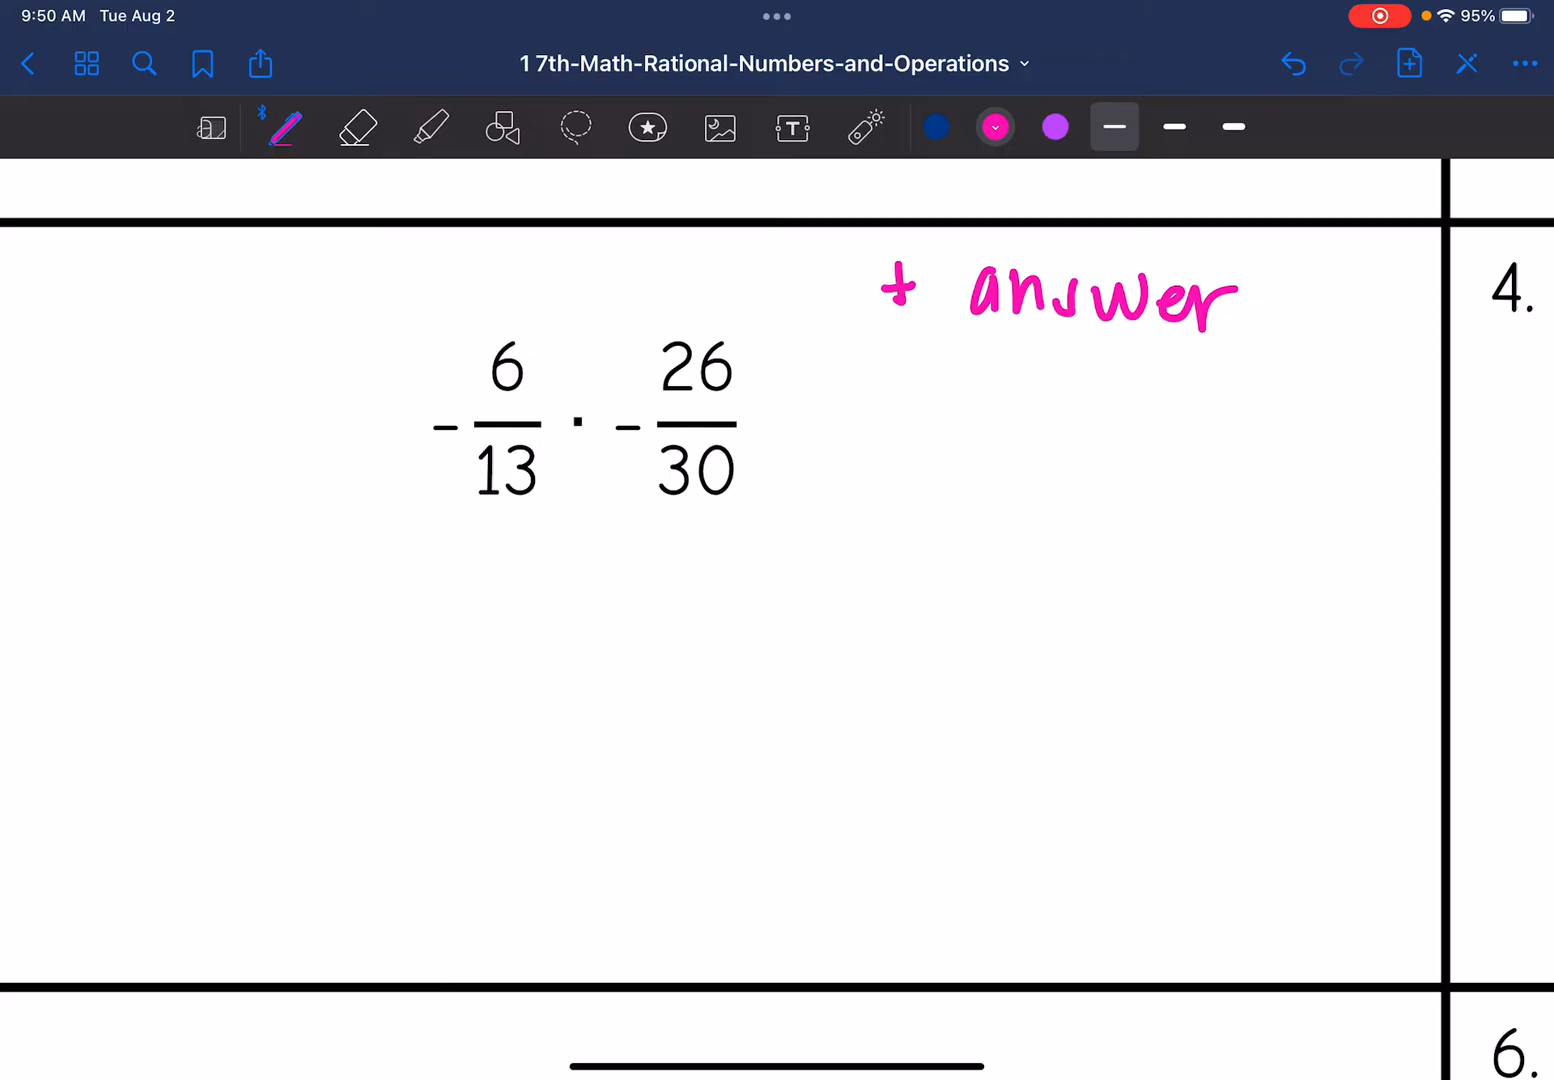 9:50 AM Tue Aug 2
95%
1 7th-Math-Rational-Numbers-and-Operations
T
+ answer
4.
- 6/13 · - 26/30
6.